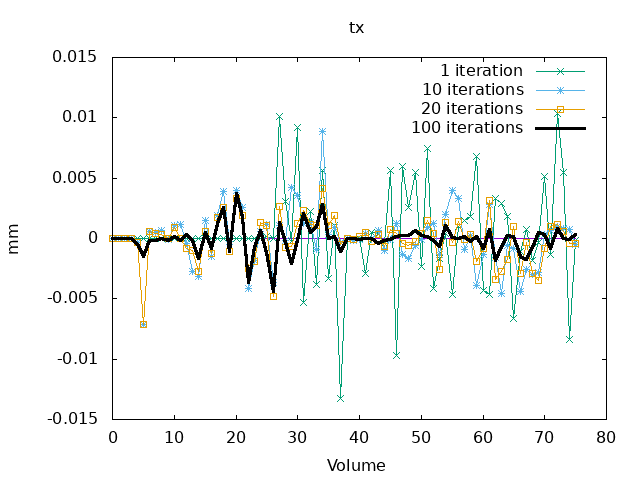 tx
0.015
0.01
0.005
0
-0.005
-0.01
-0.015
mm
1 iteration
10 iterations
20 iterations
100 iterations
0 10 20 30 40 50 60 70 80
Volume